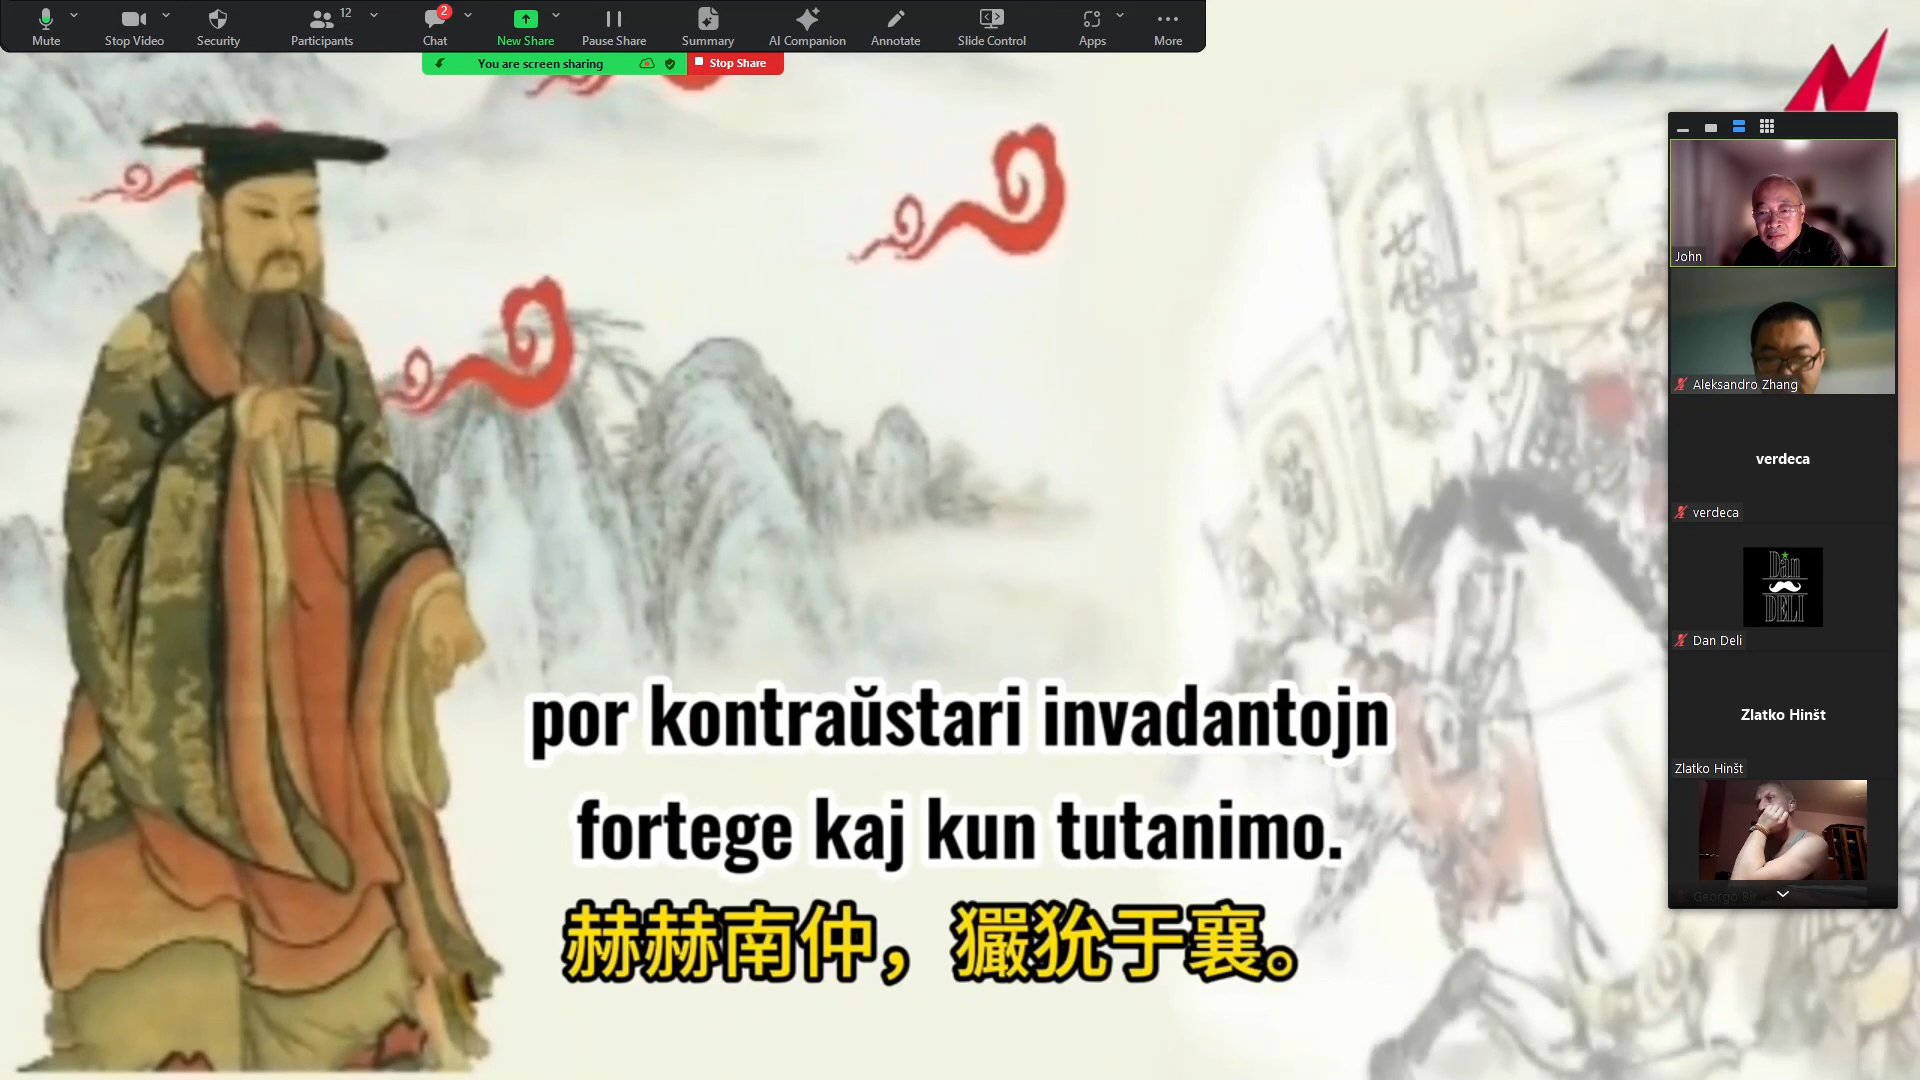 Mute
Stop Video
Security
Participants
12
Chat
2
New Share
Pause Share
Summary
AI Companion
Annotate
Slide Control
Apps
More
You are screen sharing
Stop Share
John
Aleksandro Zhang
verdeca
verdeca
Dan
DELI
Dan Deli
Zlatko Hinšt
Zlatko Hinšt
por kontraŭstari invadantojn
fortege kaj kun tutanimo.
赫赫南仲，玁狁于襄。